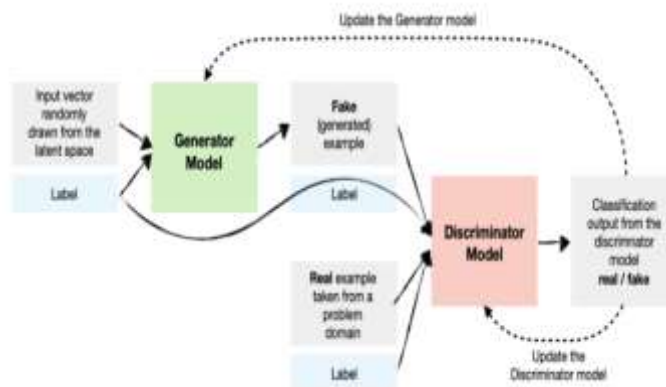 Update the Generator model
Input vector
randomly
drawn from the
latent space
Label
Generator
Model
Fake
(generated)
example
Label
Real example
taken from a
problem
domain
Label
Discriminator
Model
Classification
output from the
discriminator
model
real / fake
Update the
Discriminator model